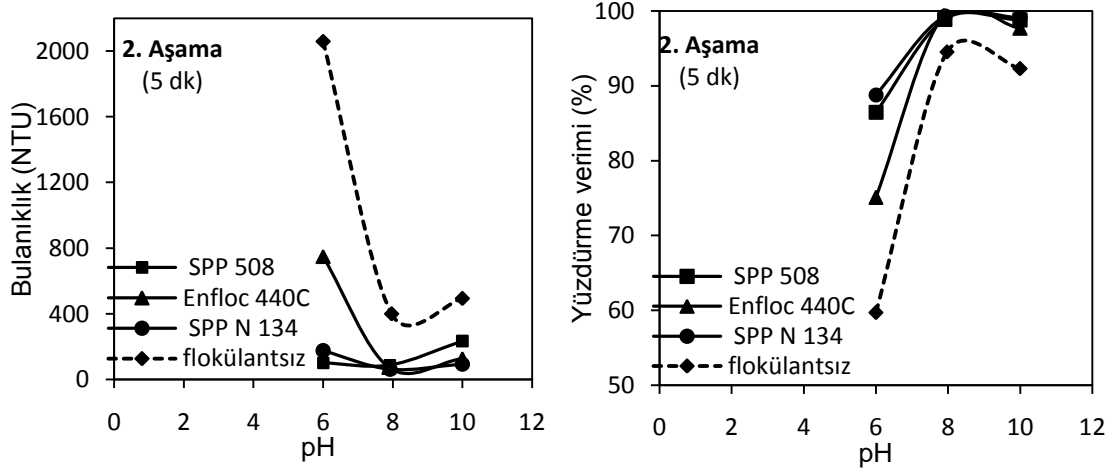 2000
1600
1200
800
400
0
Bulanıklık (NTU)
2. Aşama
(5 dk)
SPP 508
Enfloc 440C
SPP N 134
flokülantsız
0 2 4 6 8 10 12
pH
100
90
80
70
60
50
Yüzdürme verimi (%)
2. Aşama
(5 dk)
SPP 508
Enfloc 440C
SPP N 134
flokülantsız
0 2 4 6 8 10 12
pH